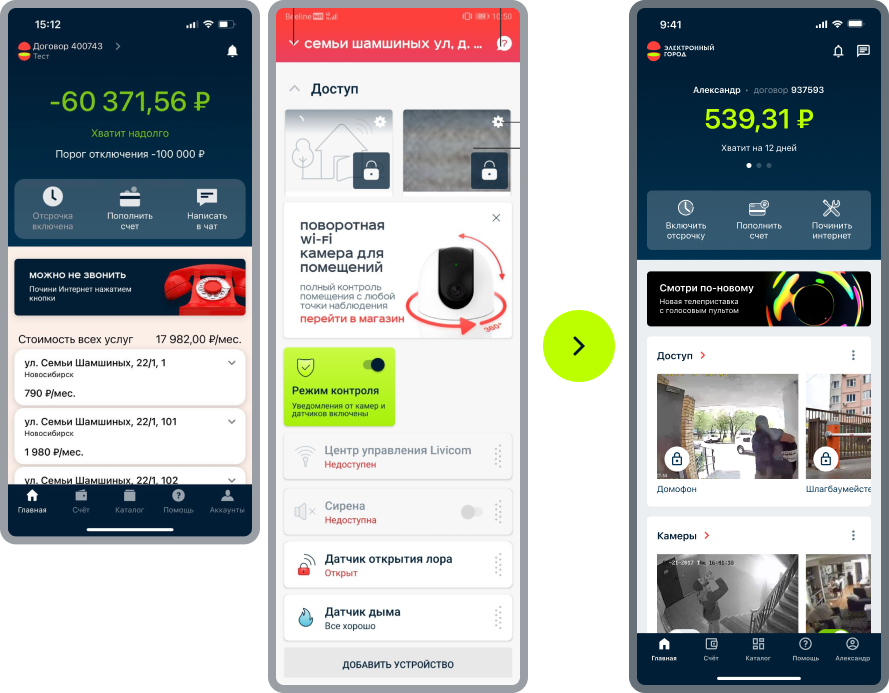 15:12
Договор 400743
Тест
-60 371,56 ₽
Хватит надолго
Порог отключения -100 000 ₽
Отсрочка
включена
Пополнить
счет
Написать
в чат
можно не звонить
Почини Интернет нажатием
кнопки
Стоимость всех услуг 17 982,00 ₽/мес.
ул. Семьи Шамшиных, 22/1, 1
Новосибирск
790 ₽/мес.
ул. Семьи Шамшиных, 22/1, 101
Новосибирск
1 980 ₽/мес.
ул. Семьи Шамшиных, 22/1, 102
Главная
Счёт
Каталог
Помощь
Аккаунты
Beeline
10:50
семьи шамшиных ул, д. ...
Доступ
поворотная
wi-fi
камера для
помещений
полный контроль
помещения с любой
точки наблюдения
перейти в магазин
360°
Режим контроля
Уведомления от камер и
датчиков включены
Центр управления Livicom
Недоступен
Сирена
Недоступна
Датчик открытия лора
Открыт
Датчик дыма
Все хорошо
ДОБАВИТЬ УСТРОЙСТВО
9:41
ЭЛЕКТРОННЫЙ
ГОРОД
Александр · договор 937593
539,31 ₽
Хватит на 12 дней
Включить
отсрочку
Пополнить
счет
Починить
интернет
Смотри по-новому
Новая телеприставка
с голосовым пультом
Доступ
Домофон
Шлагбаумейсте
Камеры
-21-2017 Tue 16:41:38
Главная
Счёт
Каталог
Помощь
Александр